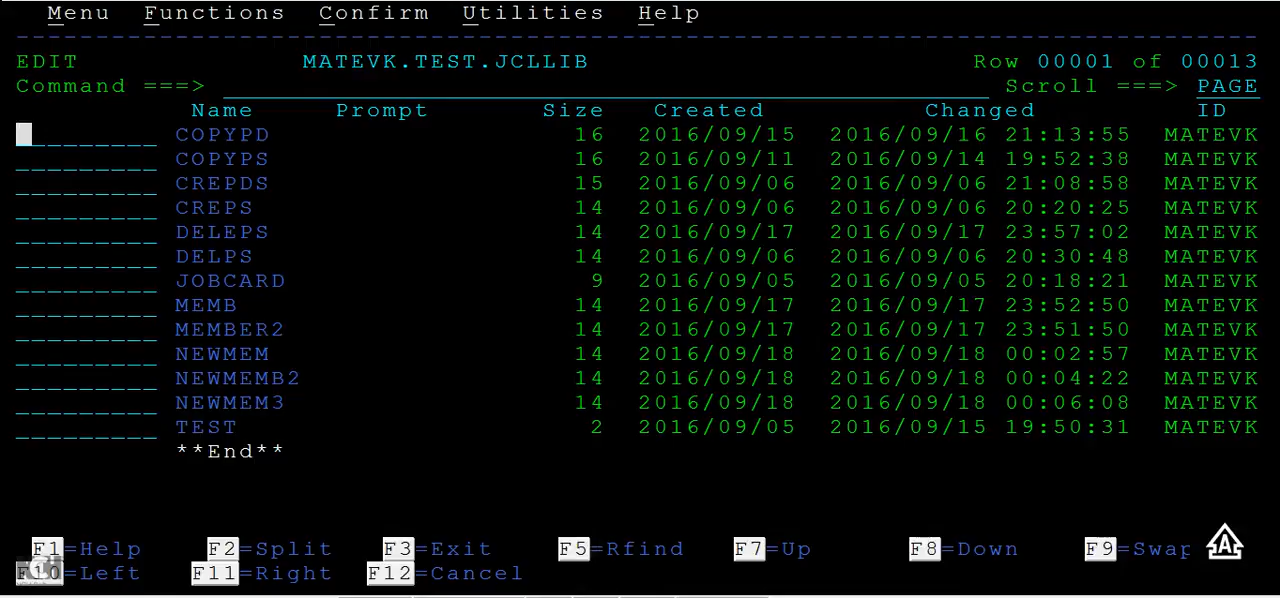 Menu Functions Confirm Utilities Help
EDIT MATEVK.TEST.JCLLIB Row 00001 of 00013
Command ===> Scroll ===> PAGE
Name Prompt Size Created Changed ID
COPYPD 16 2016/09/15 2016/09/16 21:13:55 MATEVK
COPYPS 16 2016/09/11 2016/09/14 19:52:38 MATEVK
CREPDS 15 2016/09/06 2016/09/06 21:08:58 MATEVK
CREPS 14 2016/09/06 2016/09/06 20:20:25 MATEVK
DELEPS 14 2016/09/17 2016/09/17 23:57:02 MATEVK
DELPS 14 2016/09/06 2016/09/06 20:30:48 MATEVK
JOBCARD 9 2016/09/05 2016/09/05 20:18:21 MATEVK
MEMB 14 2016/09/17 2016/09/17 23:52:50 MATEVK
MEMBER2 14 2016/09/17 2016/09/17 23:51:50 MATEVK
NEWMEM 14 2016/09/18 2016/09/18 00:02:57 MATEVK
NEWMEMB2 14 2016/09/18 2016/09/18 00:04:22 MATEVK
NEWMEM3 14 2016/09/18 2016/09/18 00:06:08 MATEVK
TEST 2 2016/09/05 2016/09/15 19:50:31 MATEVK
**End**
F1=Help F2=Split F3=Exit F5=Rfind F7=Up F8=Down F9=Swap
F10=Left F11=Right F12=Cancel